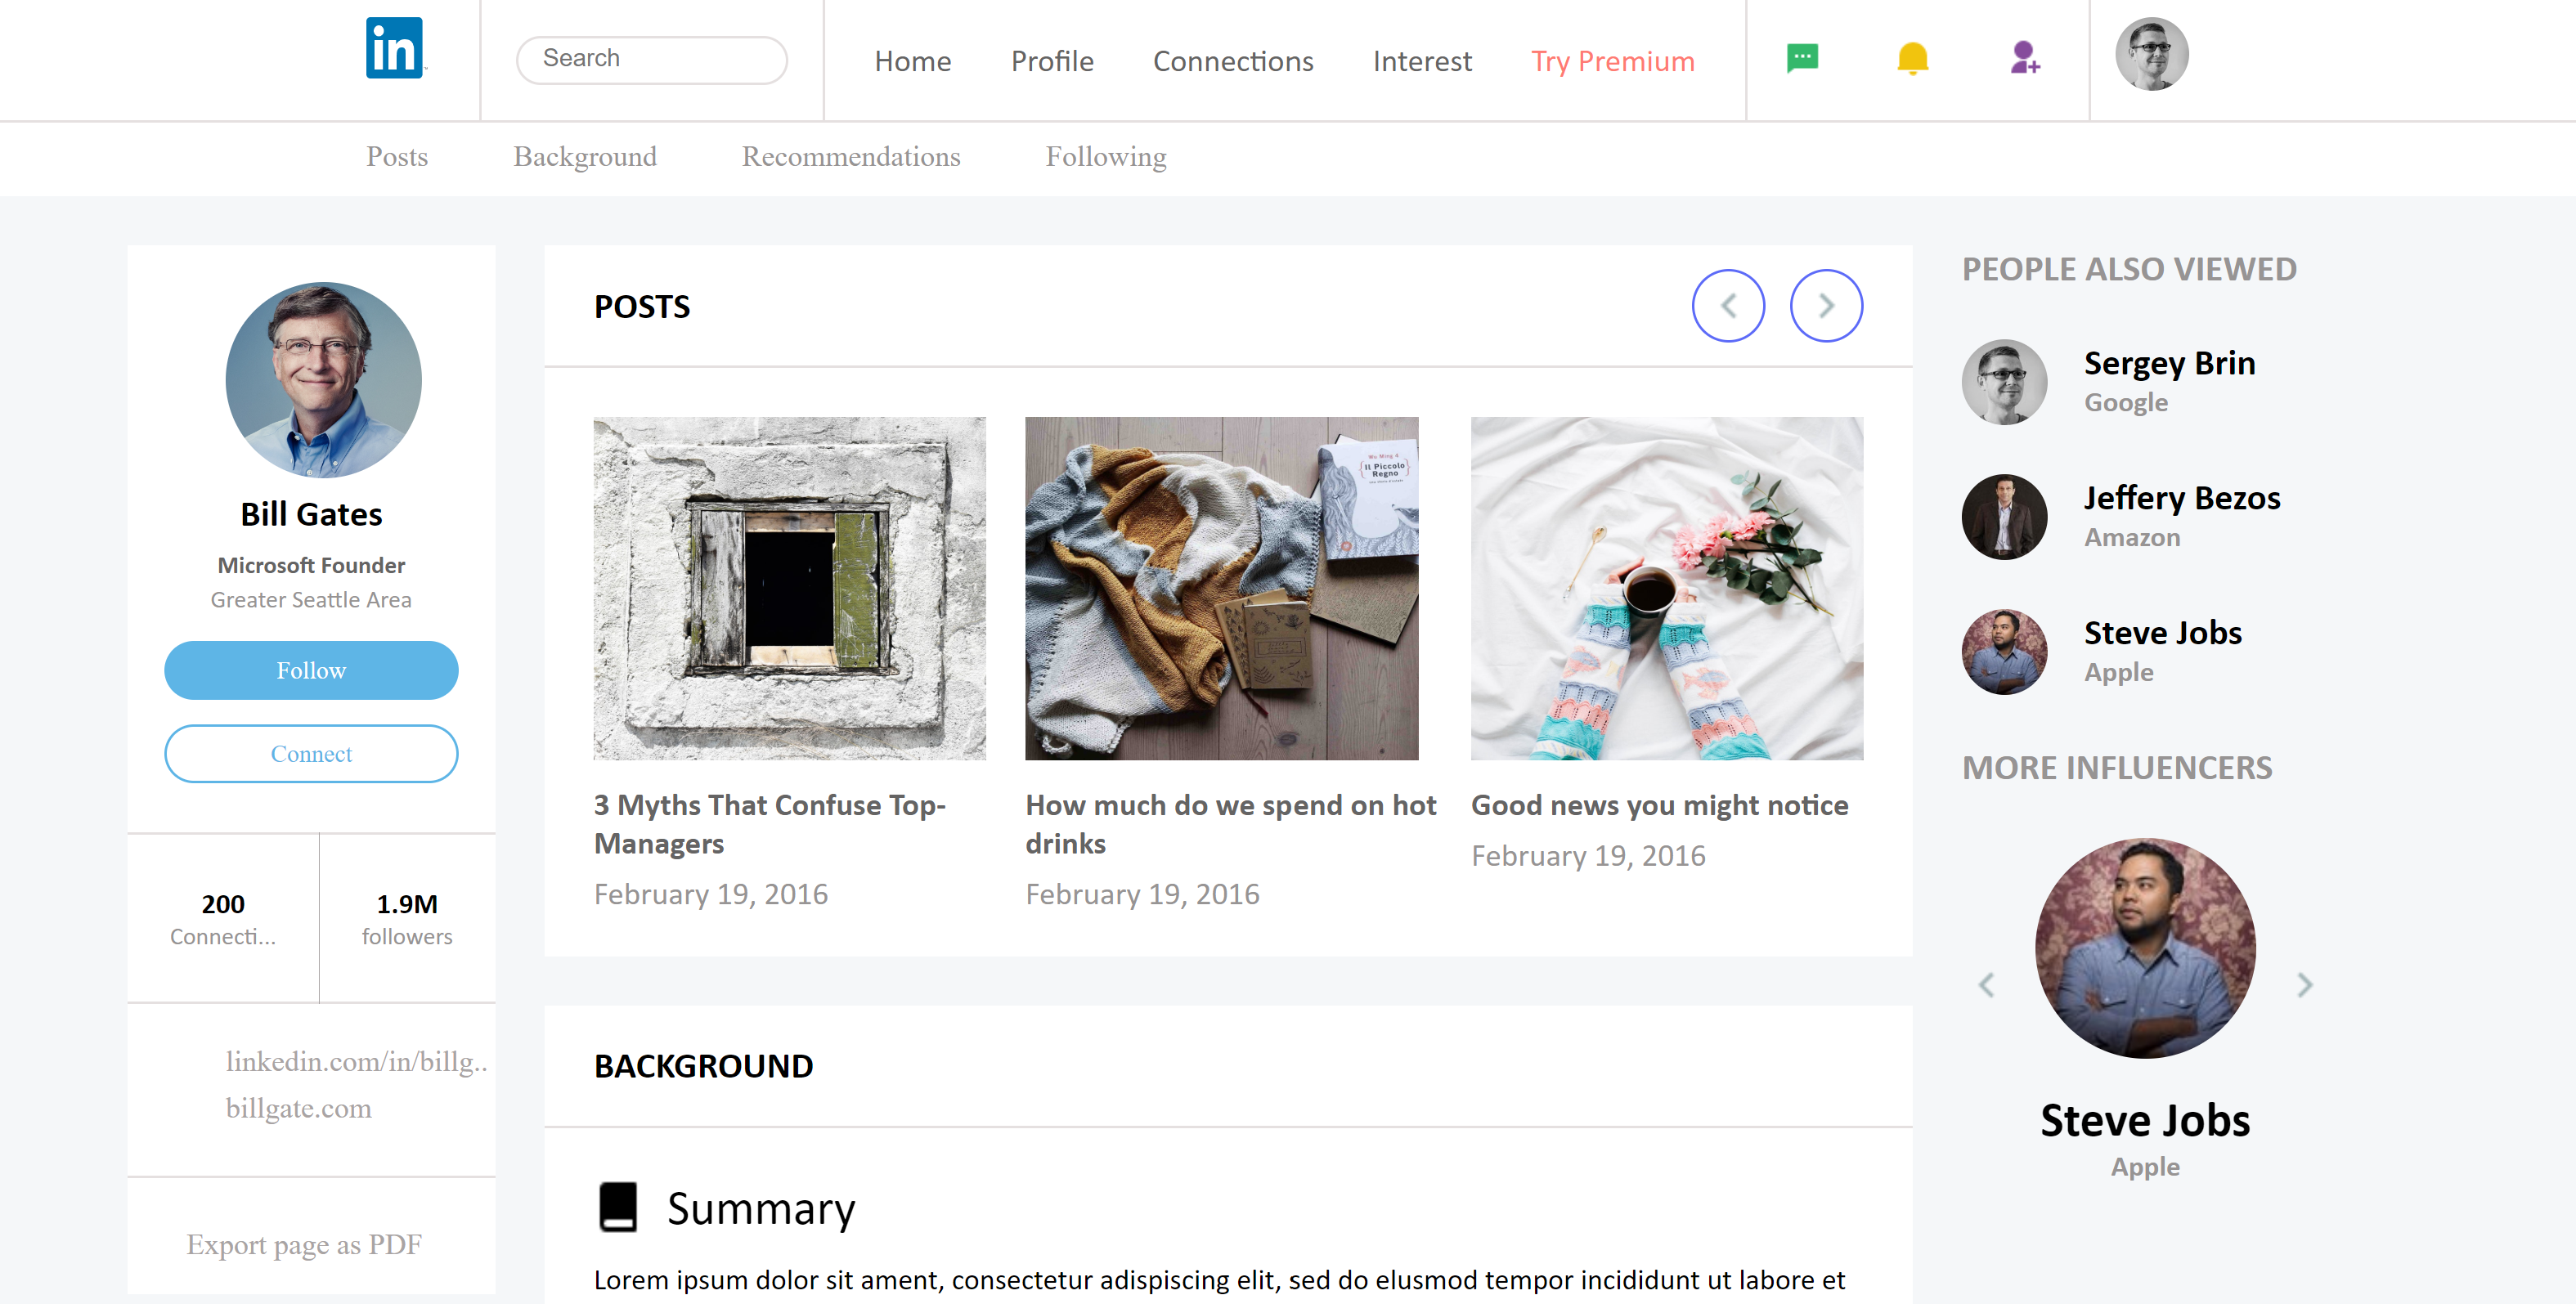 in
Search
Home
Profile
Connections
Interest
Try Premium
Posts
Background
Recommendations
Following
Bill Gates
Microsoft Founder
Greater Seattle Area
Follow
Connect
200
Connecti...
1.9M
followers
linkedin.com/in/billg..
billgate.com
Export page as PDF
POSTS
Wu Ming 4
Il Piccolo
Regno
3 Myths That Confuse Top-
Managers
February 19, 2016
How much do we spend on hot
drinks
February 19, 2016
Good news you might notice
February 19, 2016
BACKGROUND
Summary
Lorem ipsum dolor sit ament, consectetur adispiscing elit, sed do elusmod tempor incididunt ut labore et
PEOPLE ALSO VIEWED
Sergey Brin
Google
Jeffery Bezos
Amazon
Steve Jobs
Apple
MORE INFLUENCERS
Steve Jobs
Apple